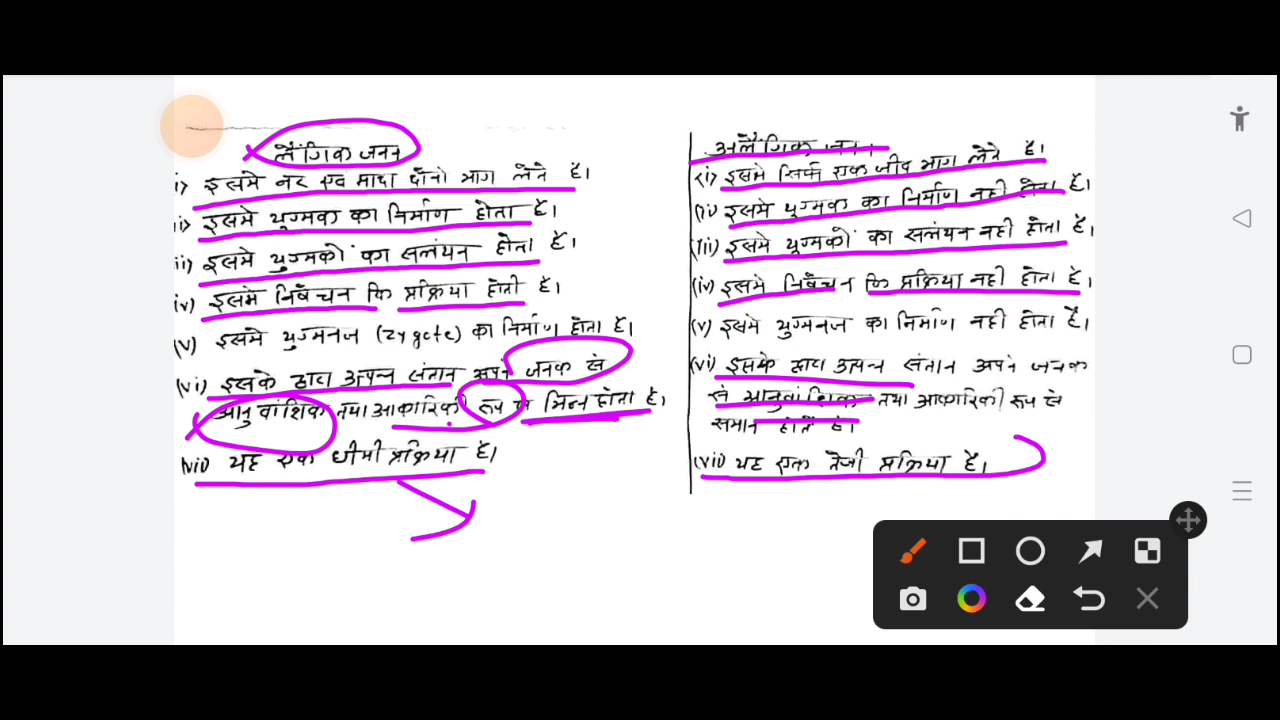 लैंगिक जनन
i) इसमे नर एवं मादा दोनो भाग लेते है।
ii) इसमे युग्मक का निर्माण होता है।
iii) इसमे युग्मकों का सलंयन होता है।
(iv) इसमे निषेचन कि प्रक्रिया होती है।
(v) इसमे युग्मनज (zygote) का निर्माण होता है।
(vi) इसके द्वारा उत्पन्न संतान अपने जनक से
आनुवांशिक तथा आकारिकी रूप से भिन्न होता है।
(vii) यह एक धीमी प्रक्रिया है।
अलैंगिक जनन
(i) इसमे सिर्फ एक जीव भाग लेते है।
(ii) इसमे युग्मक का निर्माण नही होता है।
(iii) इसमे युग्मकों का सलंयन नही होता है।
(iv) इसमे निषेचन कि प्रक्रिया नही होता है।
(v) इसमे युग्मनज का निर्माण नही होता है।
(vi) इसके द्वारा उत्पन्न संतान अपने जनक
से आनुवांशिक तथा आकारिकी रूप से
समान होते है।
(vii) यह एक तेजी प्रक्रिया है।